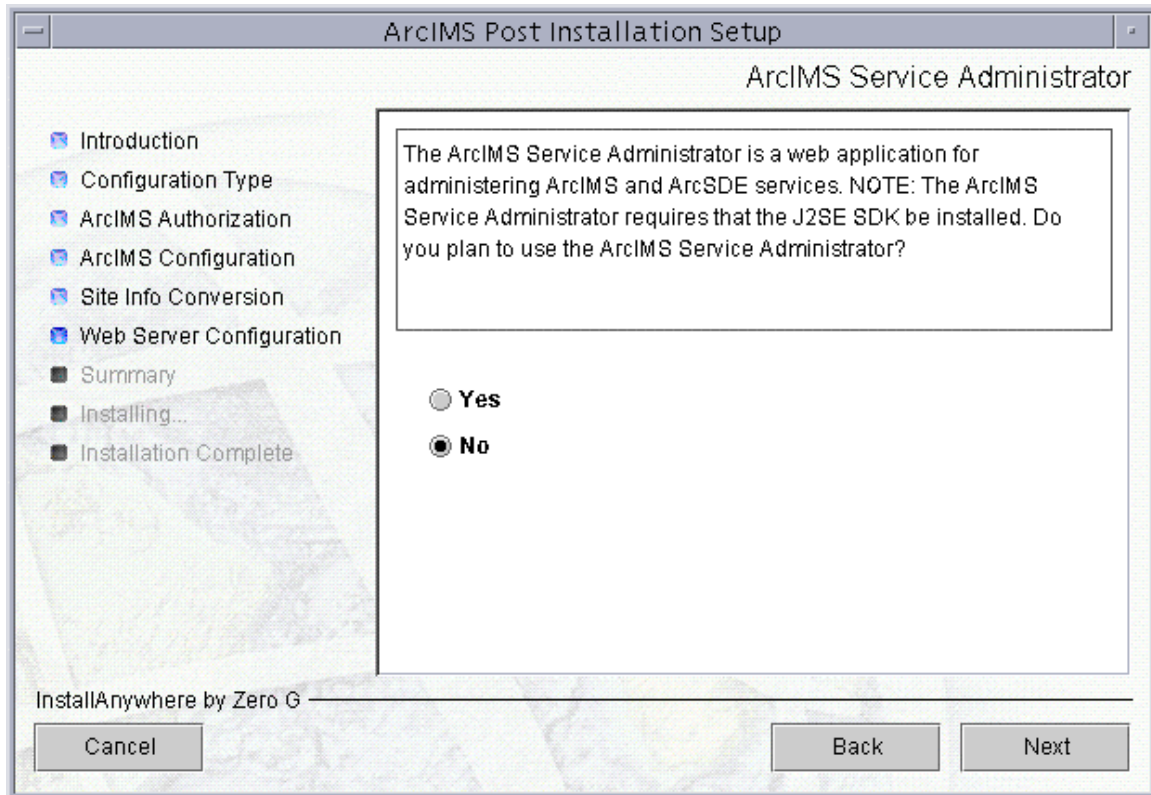 ArcIMS Post Installation Setup
ArcIMS Service Administrator
Introduction
Configuration Type
ArcIMS Authorization
ArcIMS Configuration
Site Info Conversion
Web Server Configuration
Summary
Installing...
Installation Complete
The ArcIMS Service Administrator is a web application for
administering ArcIMS and ArcSDE services. NOTE: The ArcIMS
Service Administrator requires that the J2SE SDK be installed. Do
you plan to use the ArcIMS Service Administrator?
Yes
No
InstallAnywhere by Zero G
Cancel
Back
Next